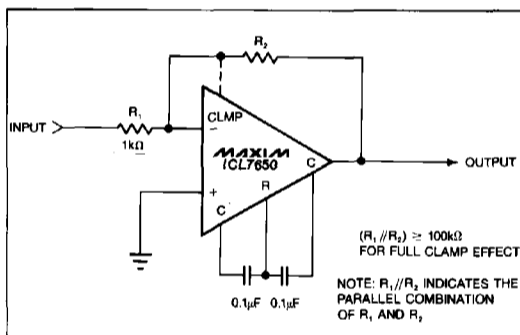 R₂
R₁
CLMP
INPUT
1kΩ
−
MAXIM
ICL7650
C
OUTPUT
R
+
C
0.1μF 0.1μF
(R₁//R₂) ≥ 100kΩ
FOR FULL CLAMP EFFECT
NOTE: R₁//R₂ INDICATES THE
PARALLEL COMBINATION
OF R₁ AND R₂